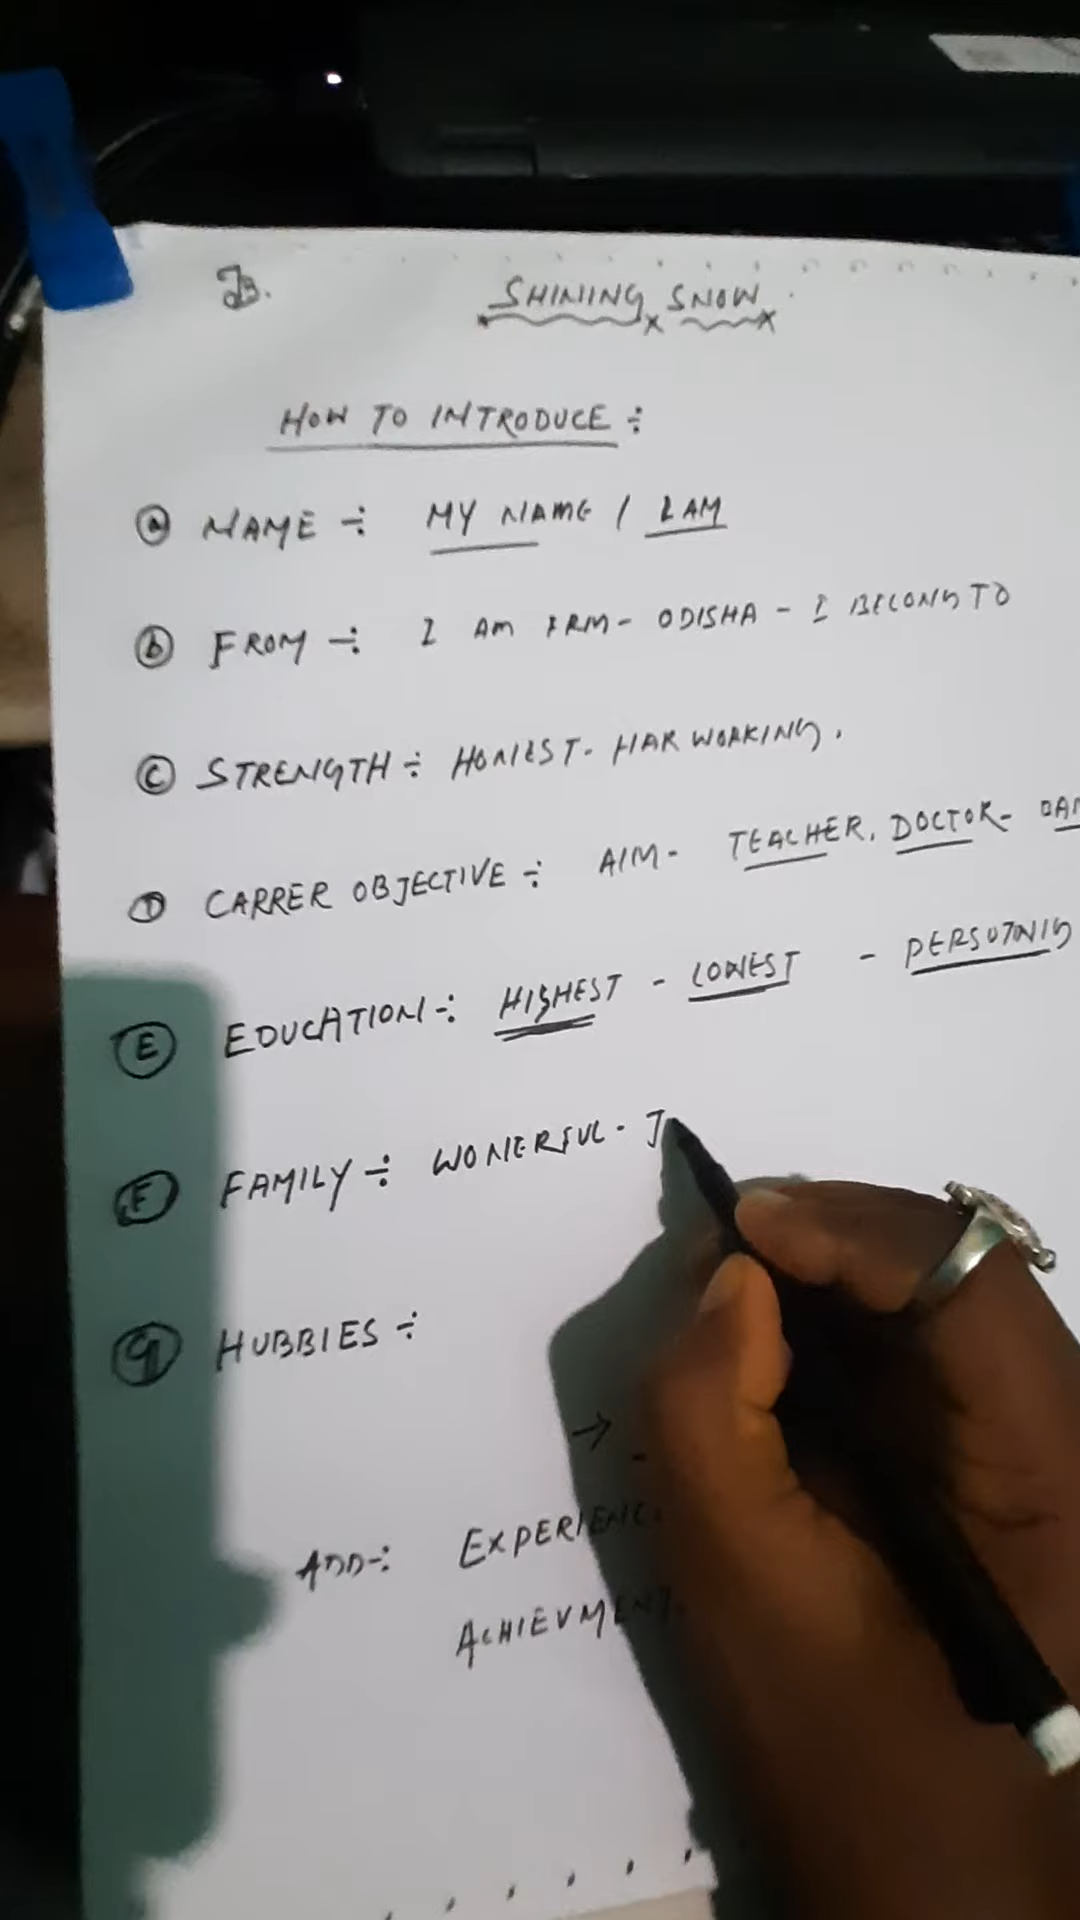 SHINING SNOW
HOW TO INTRODUCE ÷
(a) NAME ÷ MY NAME / I AM
(b) FROM ÷ I AM FRM - ODISHA - I BELONG TO
(C) STRENGTH ÷ HONEST - HAR WORKING.
(D) CARRER OBJECTIVE ÷ AIM - TEACHER, DOCTOR - DAN
(E) EDUCATION ÷ HIGHEST - LOWEST -
(F) FAMILY ÷ WONERFUL - J
(g) HUBBIES ÷
→ -
ADD ÷ EXPERIENC
ACHIEVMENT